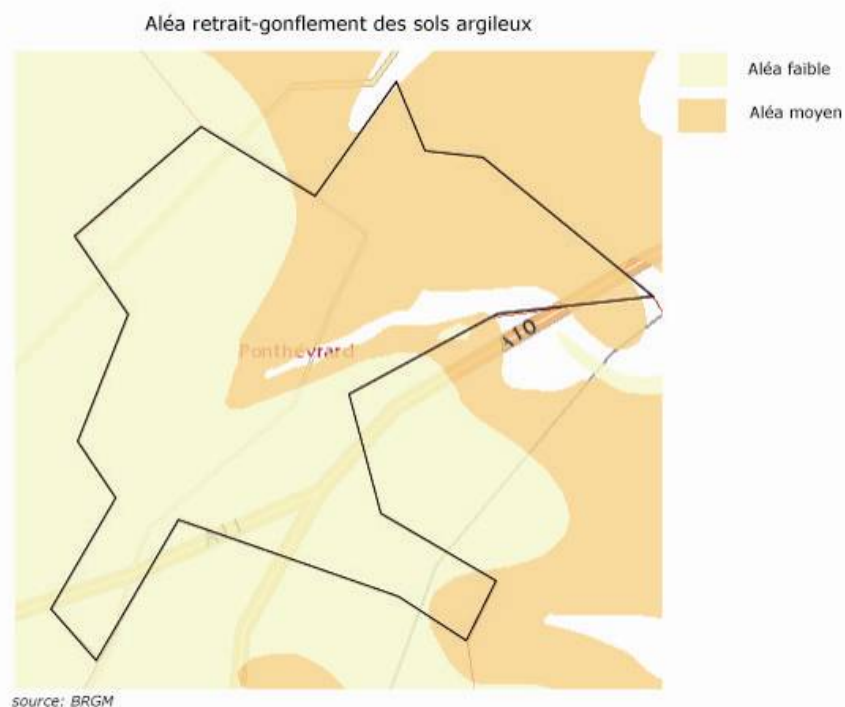 Aléa retrait-gonflement des sols argileux
Aléa faible
Aléa moyen
Ponthévrard
A10
A11
source: BRGM